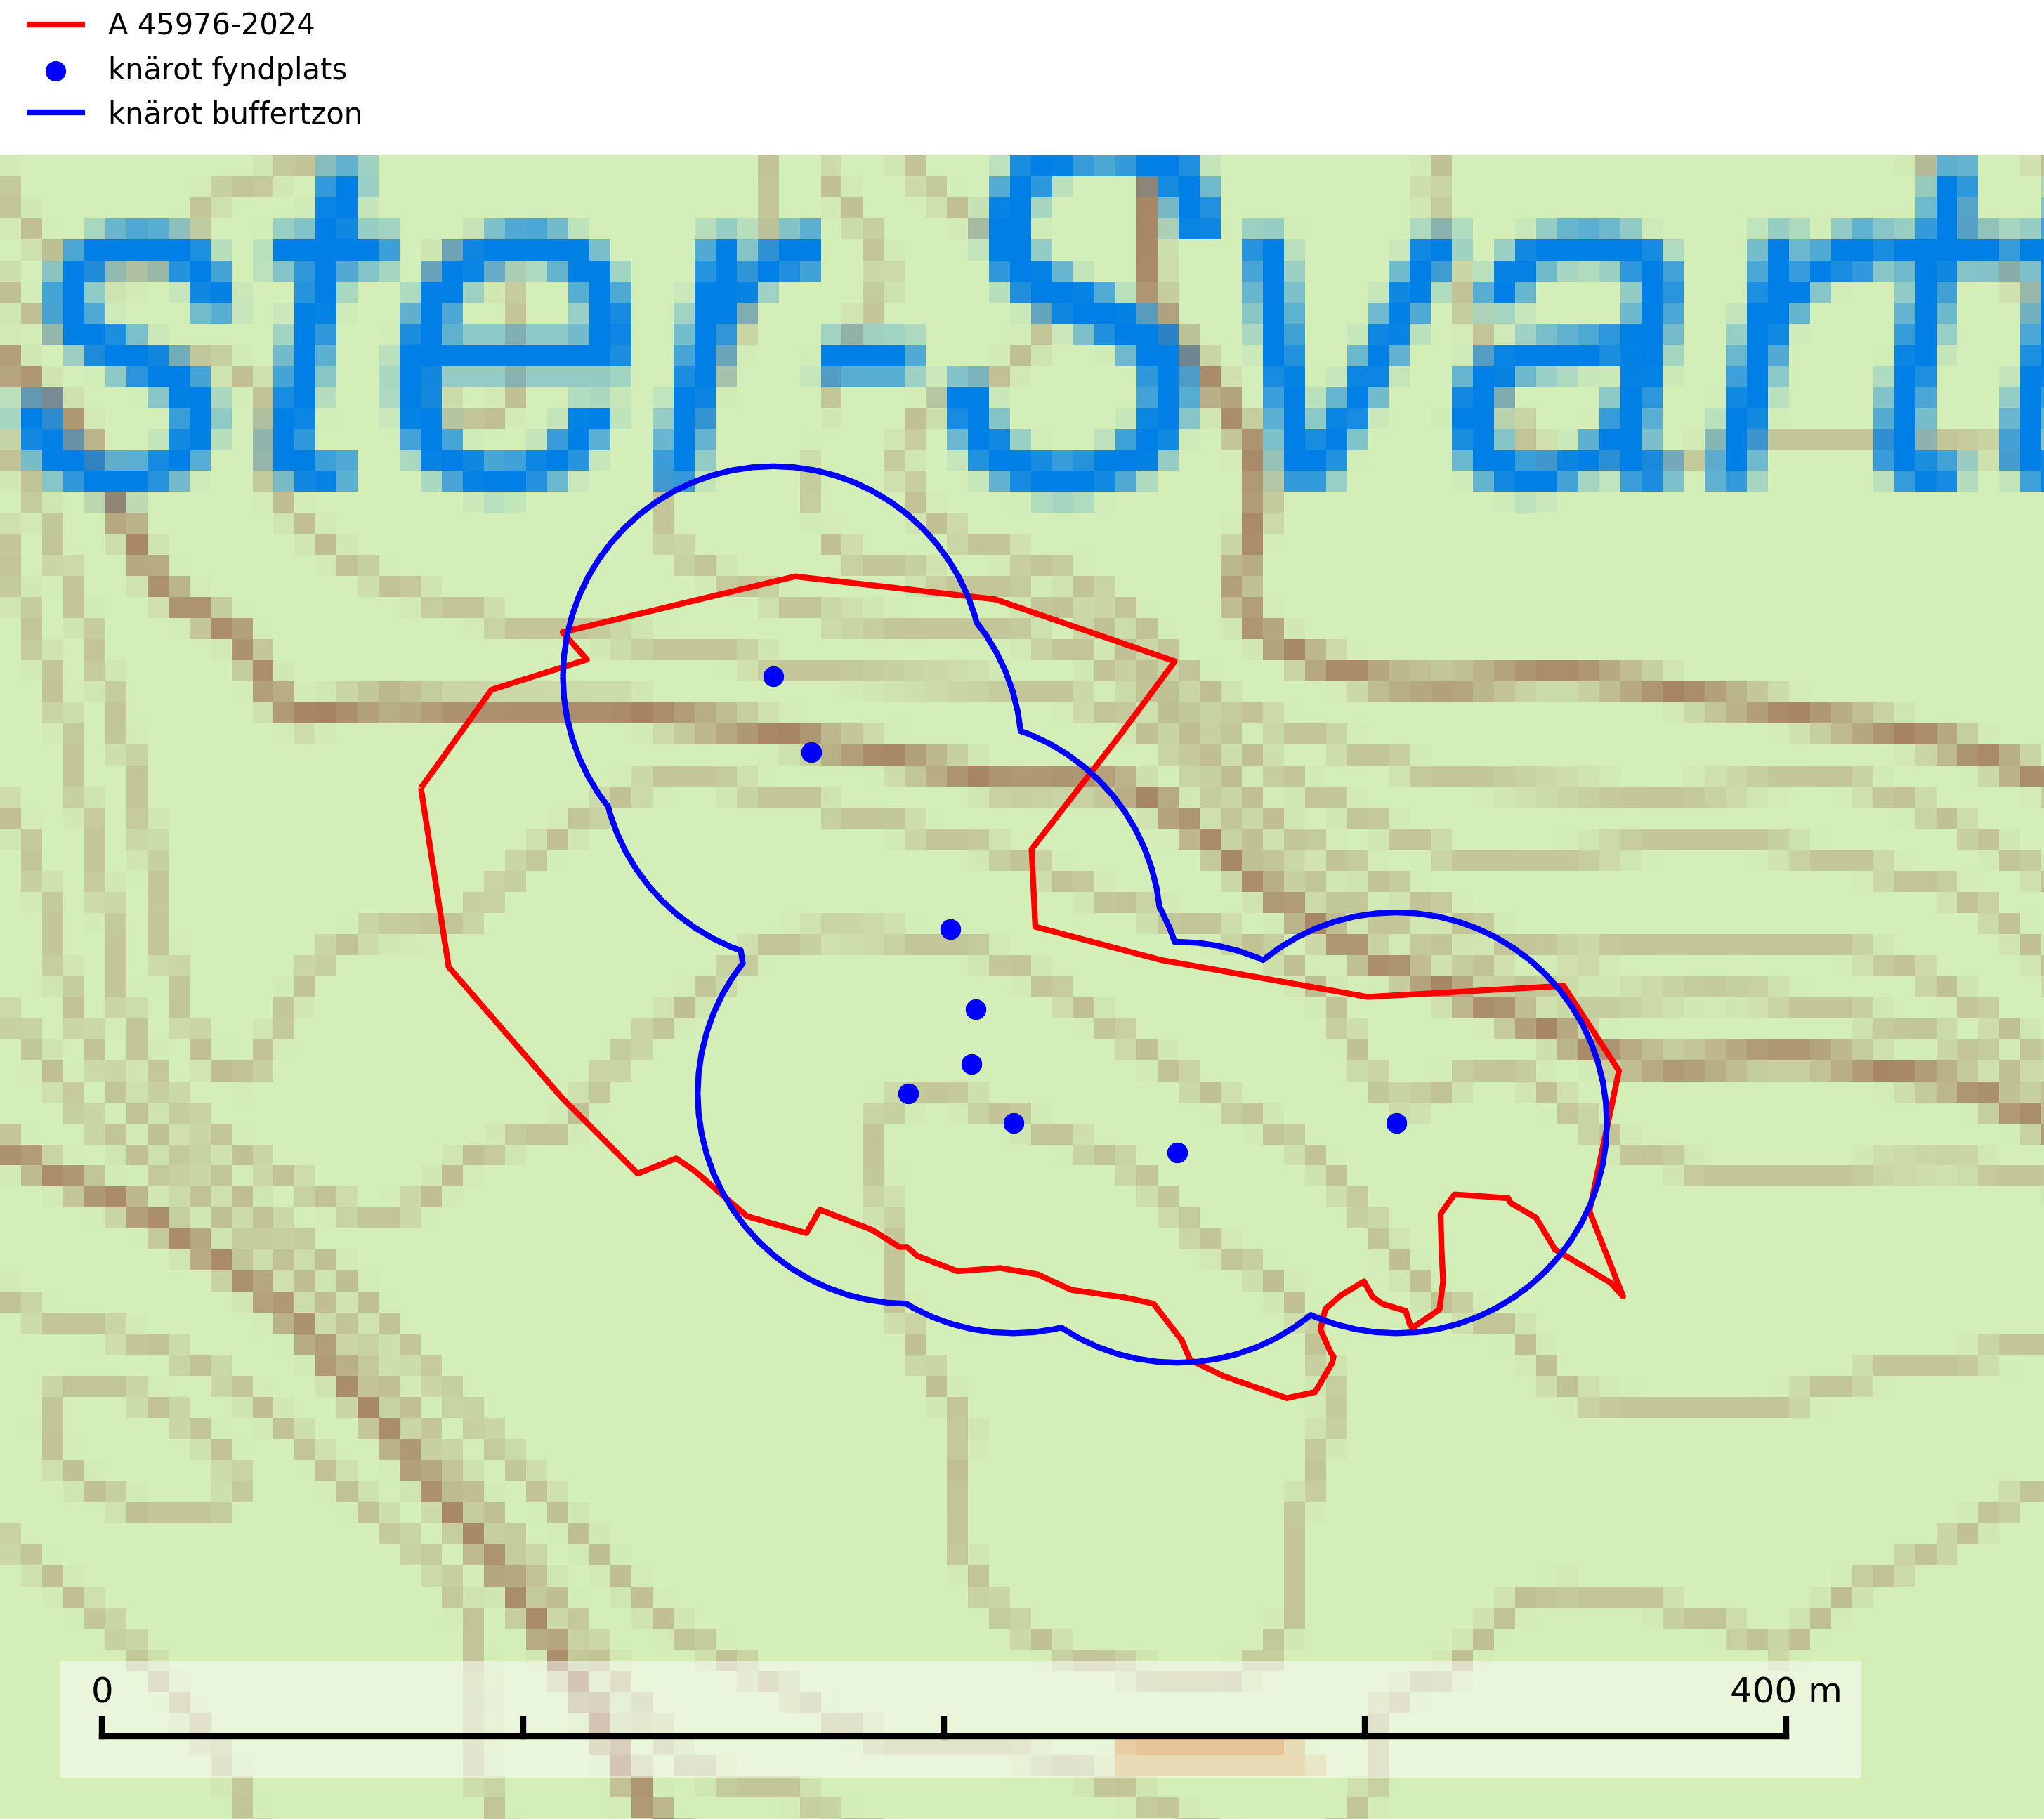 A 45976-2024
knärot fyndplats
knärot buffertzon
ster-Svart
0
400 m